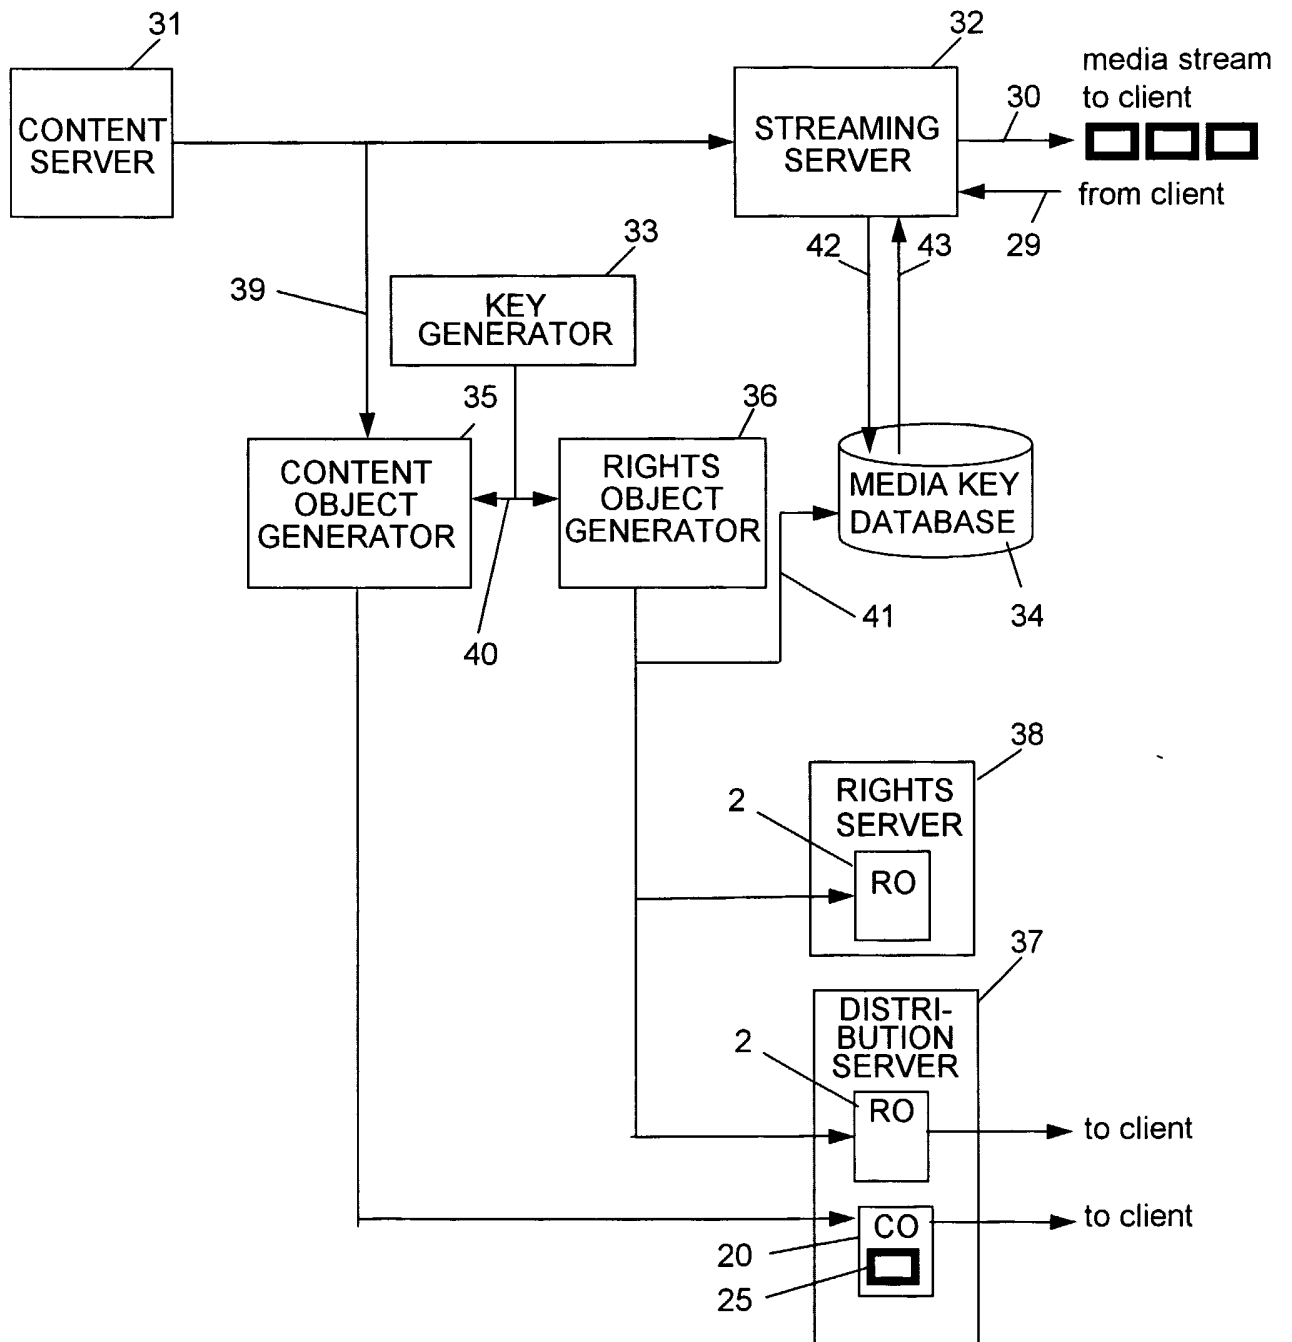 31
32
media stream
to client
30
CONTENT
SERVER
STREAMING
SERVER
from client
29
33
42
43
39
KEY
GENERATOR
35
36
CONTENT
OBJECT
GENERATOR
RIGHTS
OBJECT
GENERATOR
MEDIA KEY
DATABASE
40
41
34
38
RIGHTS
SERVER
2
RO
37
DISTRI-
BUTION
SERVER
2
RO
to client
CO
to client
20
25